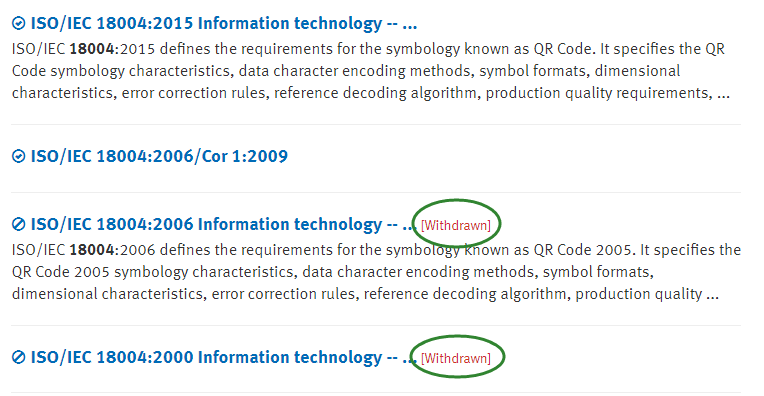 ISO/IEC 18004:2015 Information technology -- ...
ISO/IEC 18004:2015 defines the requirements for the symbology known as QR Code. It specifies the QR
Code symbology characteristics, data character encoding methods, symbol formats, dimensional
characteristics, error correction rules, reference decoding algorithm, production quality requirements, ...
ISO/IEC 18004:2006/Cor 1:2009
ISO/IEC 18004:2006 Information technology -- ... [Withdrawn]
ISO/IEC 18004:2006 defines the requirements for the symbology known as QR Code 2005. It specifies the
QR Code 2005 symbology characteristics, data character encoding methods, symbol formats,
dimensional characteristics, error correction rules, reference decoding algorithm, production quality ...
ISO/IEC 18004:2000 Information technology -- ... [Withdrawn]